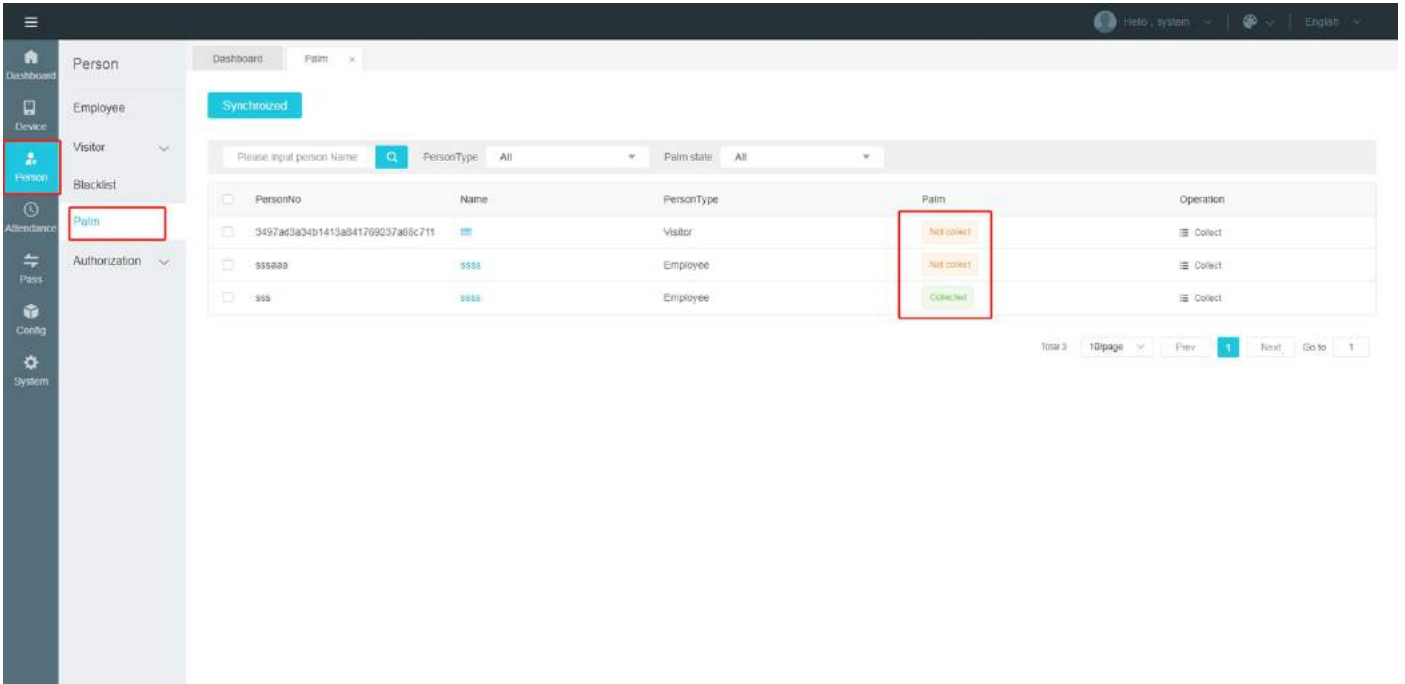 Hello , system English
Dashboard
Device
Person
Attendance
Pass
Config
System
Person
Employee
Visitor
Blacklist
Palm
Authorization
Dashboard Palm ×
Synchroized
Please input person Name PersonType All Palm state All
PersonNo Name PersonType Palm Operation
Visitor Not collect Collect
sssaaa ssss Employee Not collect Collect
sss ssss Employee Collected Collect
Total 3 10/page Prev 1 Next Go to 1